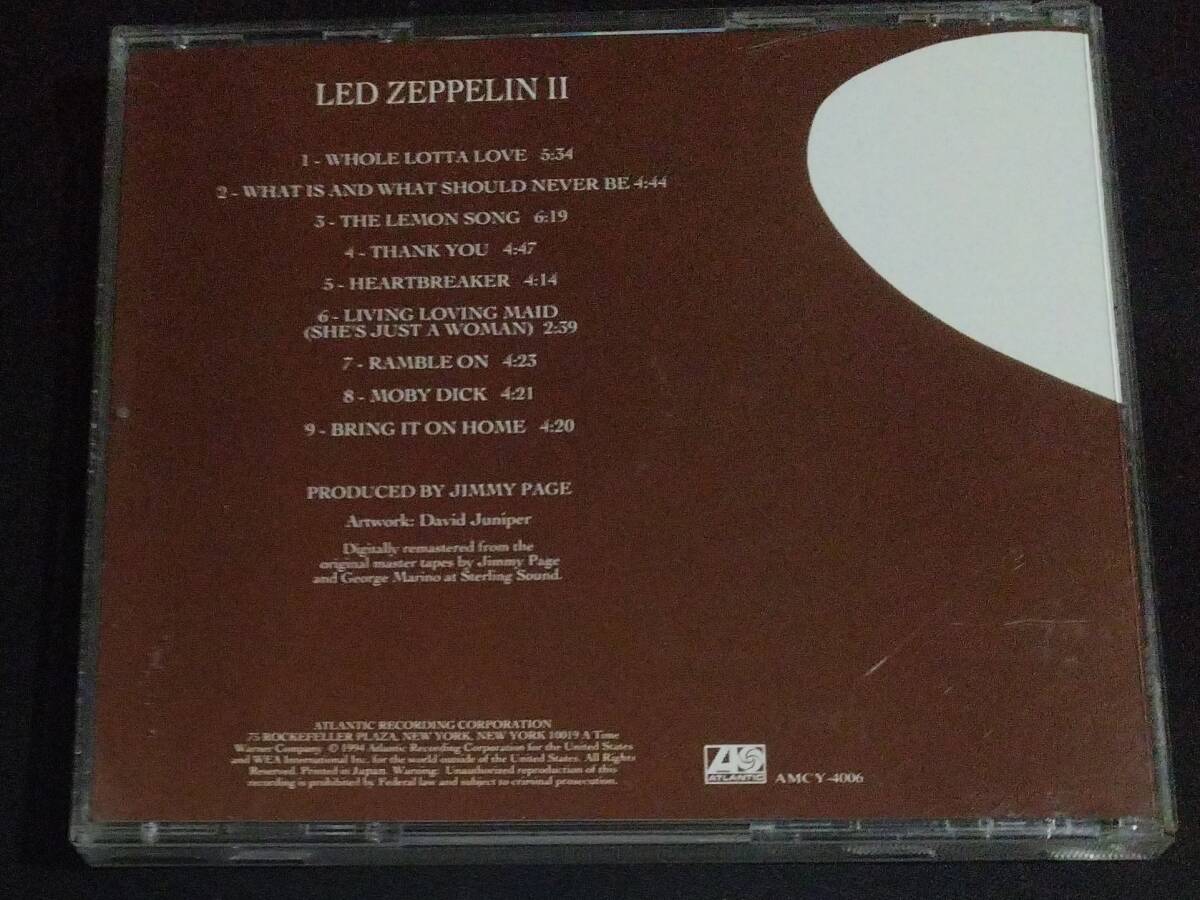 LED ZEPPELIN II
1 - WHOLE LOTTA LOVE 5:34
2 - WHAT IS AND WHAT SHOULD NEVER BE 4:44
3 - THE LEMON SONG 6:19
4 - THANK YOU 4:47
5 - HEARTBREAKER 4:14
6 - LIVING LOVING MAID
(SHE'S JUST A WOMAN) 2:39
7 - RAMBLE ON 4:23
8 - MOBY DICK 4:21
9 - BRING IT ON HOME 4:20
PRODUCED BY JIMMY PAGE
Artwork: David Juniper
Digitally remastered from the
original master tapes by Jimmy Page
and George Marino at Sterling Sound.
ATLANTIC RECORDING CORPORATION
75 ROCKEFELLER PLAZA, NEW YORK, NEW YORK 10019 A Time
Warner Company. © 1994 Atlantic Recording Corporation for the United States
and WEA International Inc. for the world outside of the United States. All Rights
Reserved. Printed in Japan. Warning: Unauthorized reproduction of this
recording is prohibited by Federal law and subject to criminal prosecution.
ATLANTIC
AMCY-4006